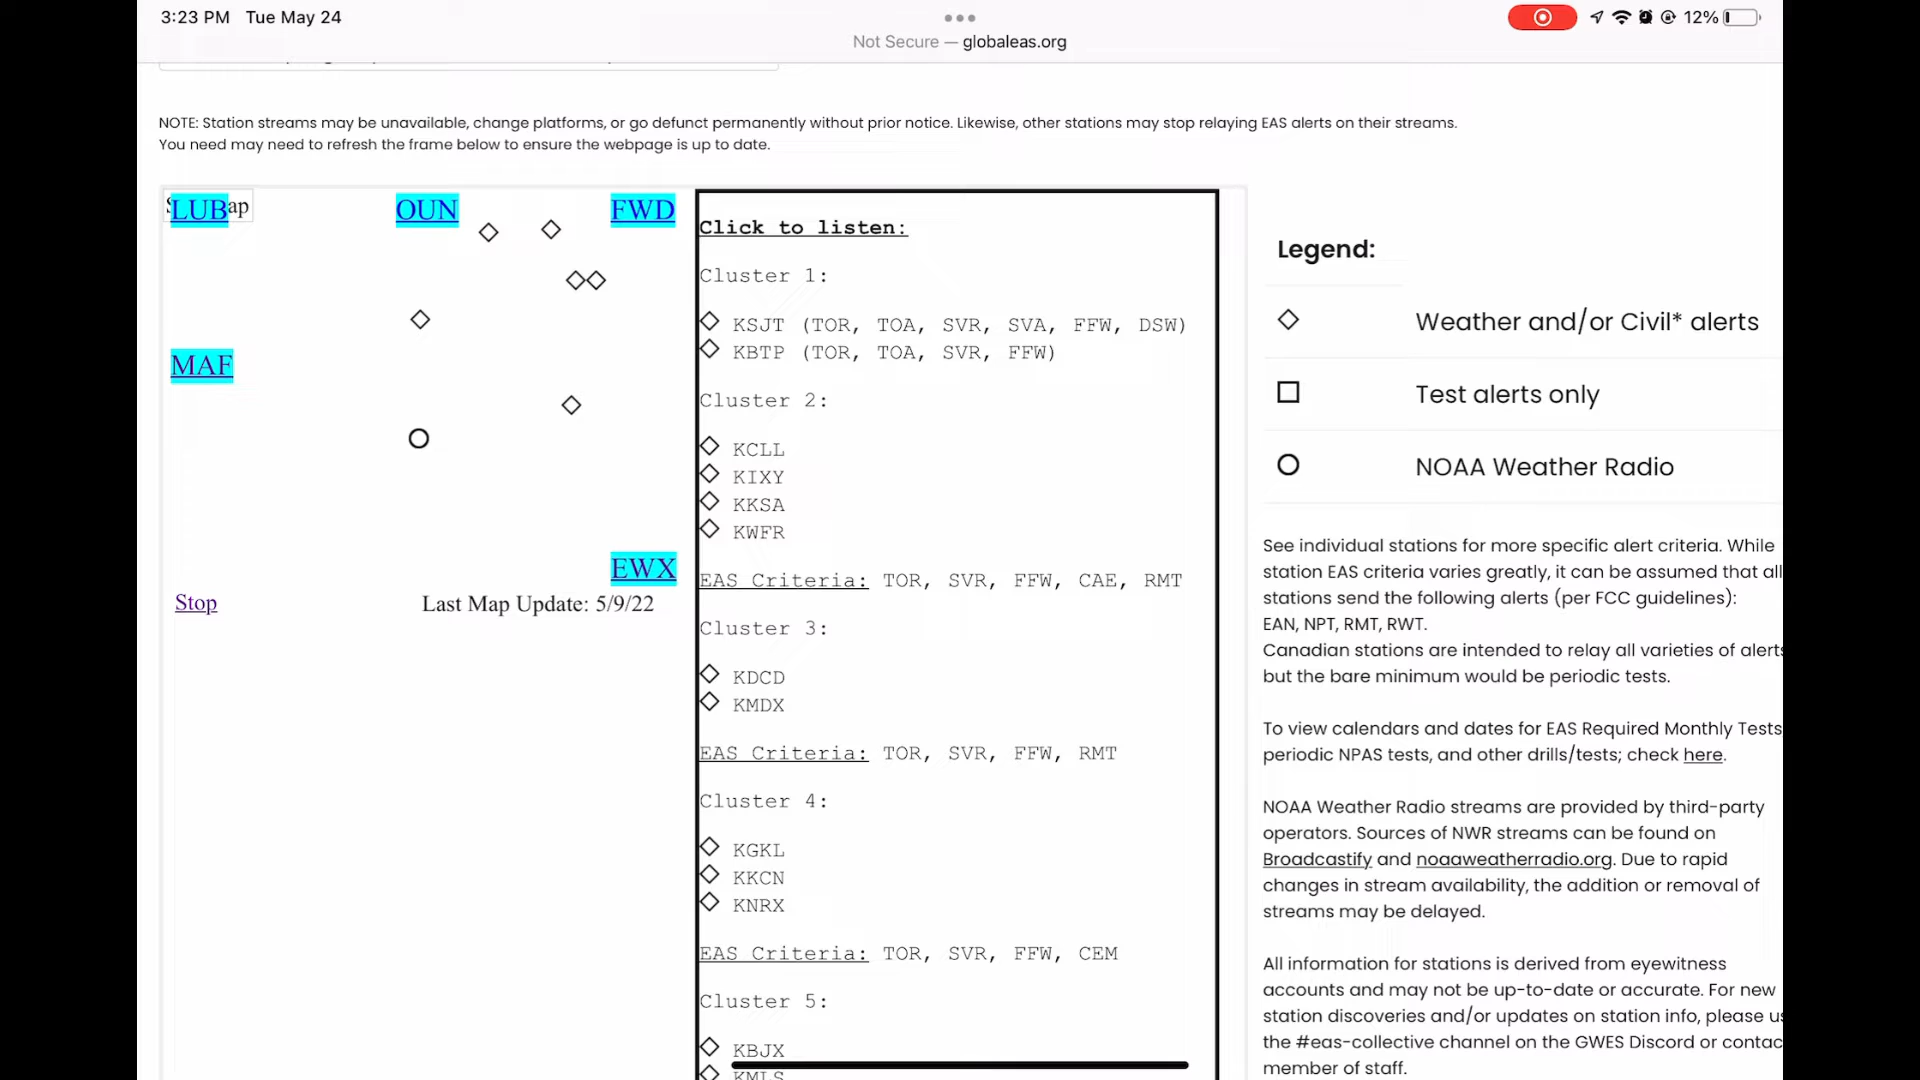 3:23 PM Tue May 24
12%
Not Secure — globaleas.org
NOTE: Station streams may be unavailable, change platforms, or go defunct permanently without prior notice. Likewise, other stations may stop relaying EAS alerts on their streams.
You need may need to refresh the frame below to ensure the webpage is up to date.
LUB ap
OUN
FWD
MAF
EWX
Stop
Last Map Update: 5/9/22
Click to listen:
Cluster 1:
KSJT (TOR, TOA, SVR, SVA, FFW, DSW)
KBTP (TOR, TOA, SVR, FFW)
Cluster 2:
KCLL
KIXY
KKSA
KWFR
EAS Criteria: TOR, SVR, FFW, CAE, RMT
Cluster 3:
KDCD
KMDX
EAS Criteria: TOR, SVR, FFW, RMT
Cluster 4:
KGKL
KKCN
KNRX
EAS Criteria: TOR, SVR, FFW, CEM
Cluster 5:
KBJX
KMLS
Legend:
Weather and/or Civil* alerts
Test alerts only
NOAA Weather Radio
See individual stations for more specific alert criteria. While
station EAS criteria varies greatly, it can be assumed that all
stations send the following alerts (per FCC guidelines):
EAN, NPT, RMT, RWT.
Canadian stations are intended to relay all varieties of alerts
but the bare minimum would be periodic tests.
To view calendars and dates for EAS Required Monthly Tests
periodic NPAS tests, and other drills/tests; check here.
NOAA Weather Radio streams are provided by third-party
operators. Sources of NWR streams can be found on
Broadcastify and noaaweatherradio.org. Due to rapid
changes in stream availability, the addition or removal of
streams may be delayed.
All information for stations is derived from eyewitness
accounts and may not be up-to-date or accurate. For new
station discoveries and/or updates on station info, please us
the #eas-collective channel on the GWES Discord or contac
member of staff.